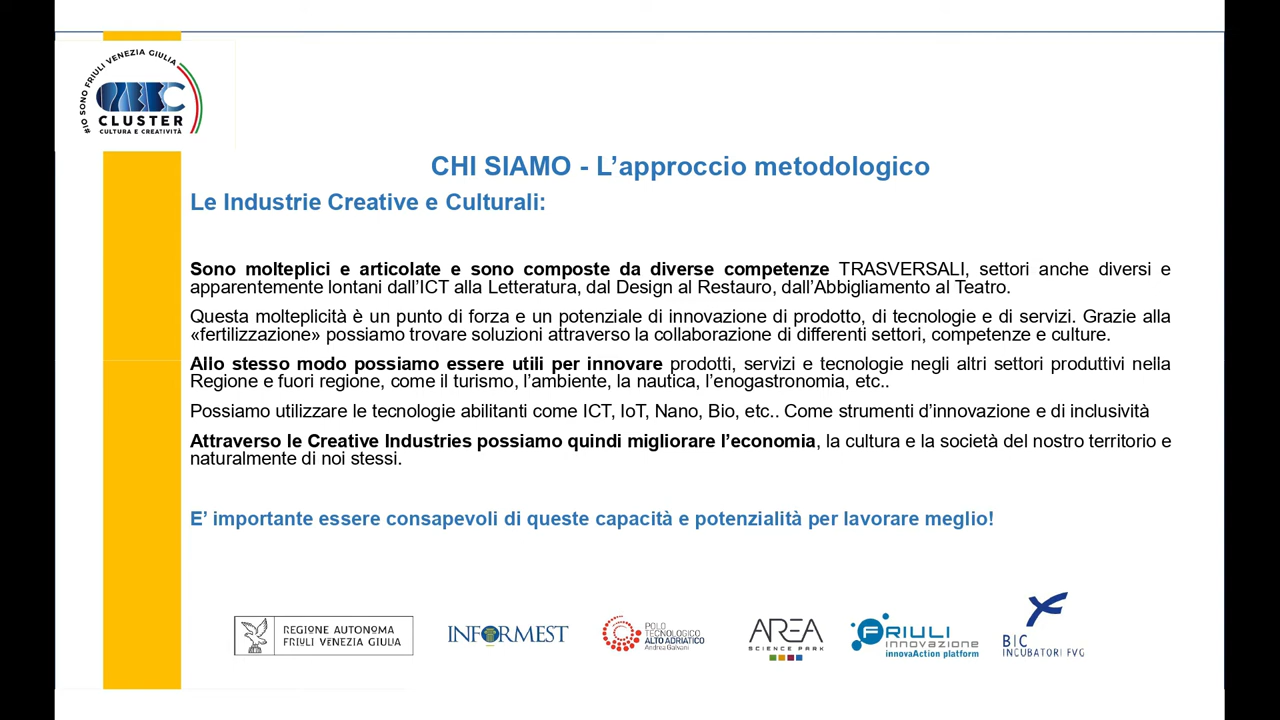 #IO SONO FRIULI VENEZIA GIULIA
CLUSTER
CULTURA E CREATIVITÀ
CHI SIAMO - L’approccio metodologico
Le Industrie Creative e Culturali:
Sono molteplici e articolate e sono composte da diverse competenze TRASVERSALI, settori anche diversi e
apparentemente lontani dall’ICT alla Letteratura, dal Design al Restauro, dall’Abbigliamento al Teatro.
Questa molteplicità è un punto di forza e un potenziale di innovazione di prodotto, di tecnologie e di servizi. Grazie alla
«fertilizzazione» possiamo trovare soluzioni attraverso la collaborazione di differenti settori, competenze e culture.
Allo stesso modo possiamo essere utili per innovare prodotti, servizi e tecnologie negli altri settori produttivi nella
Regione e fuori regione, come il turismo, l’ambiente, la nautica, l’enogastronomia, etc..
Possiamo utilizzare le tecnologie abilitanti come ICT, IoT, Nano, Bio, etc.. Come strumenti d’innovazione e di inclusività
Attraverso le Creative Industries possiamo quindi migliorare l’economia, la cultura e la società del nostro territorio e
naturalmente di noi stessi.
E’ importante essere consapevoli di queste capacità e potenzialità per lavorare meglio!
REGIONE AUTONOMA
FRIULI VENEZIA GIULIA
INFORMEST
POLO
TECNOLOGICO
ALTO ADRIATICO
Andrea Galvani
AREA
SCIENCE PARK
FRIULI
innovazione
innovaAction platform
BIC
INCUBATORI FVG